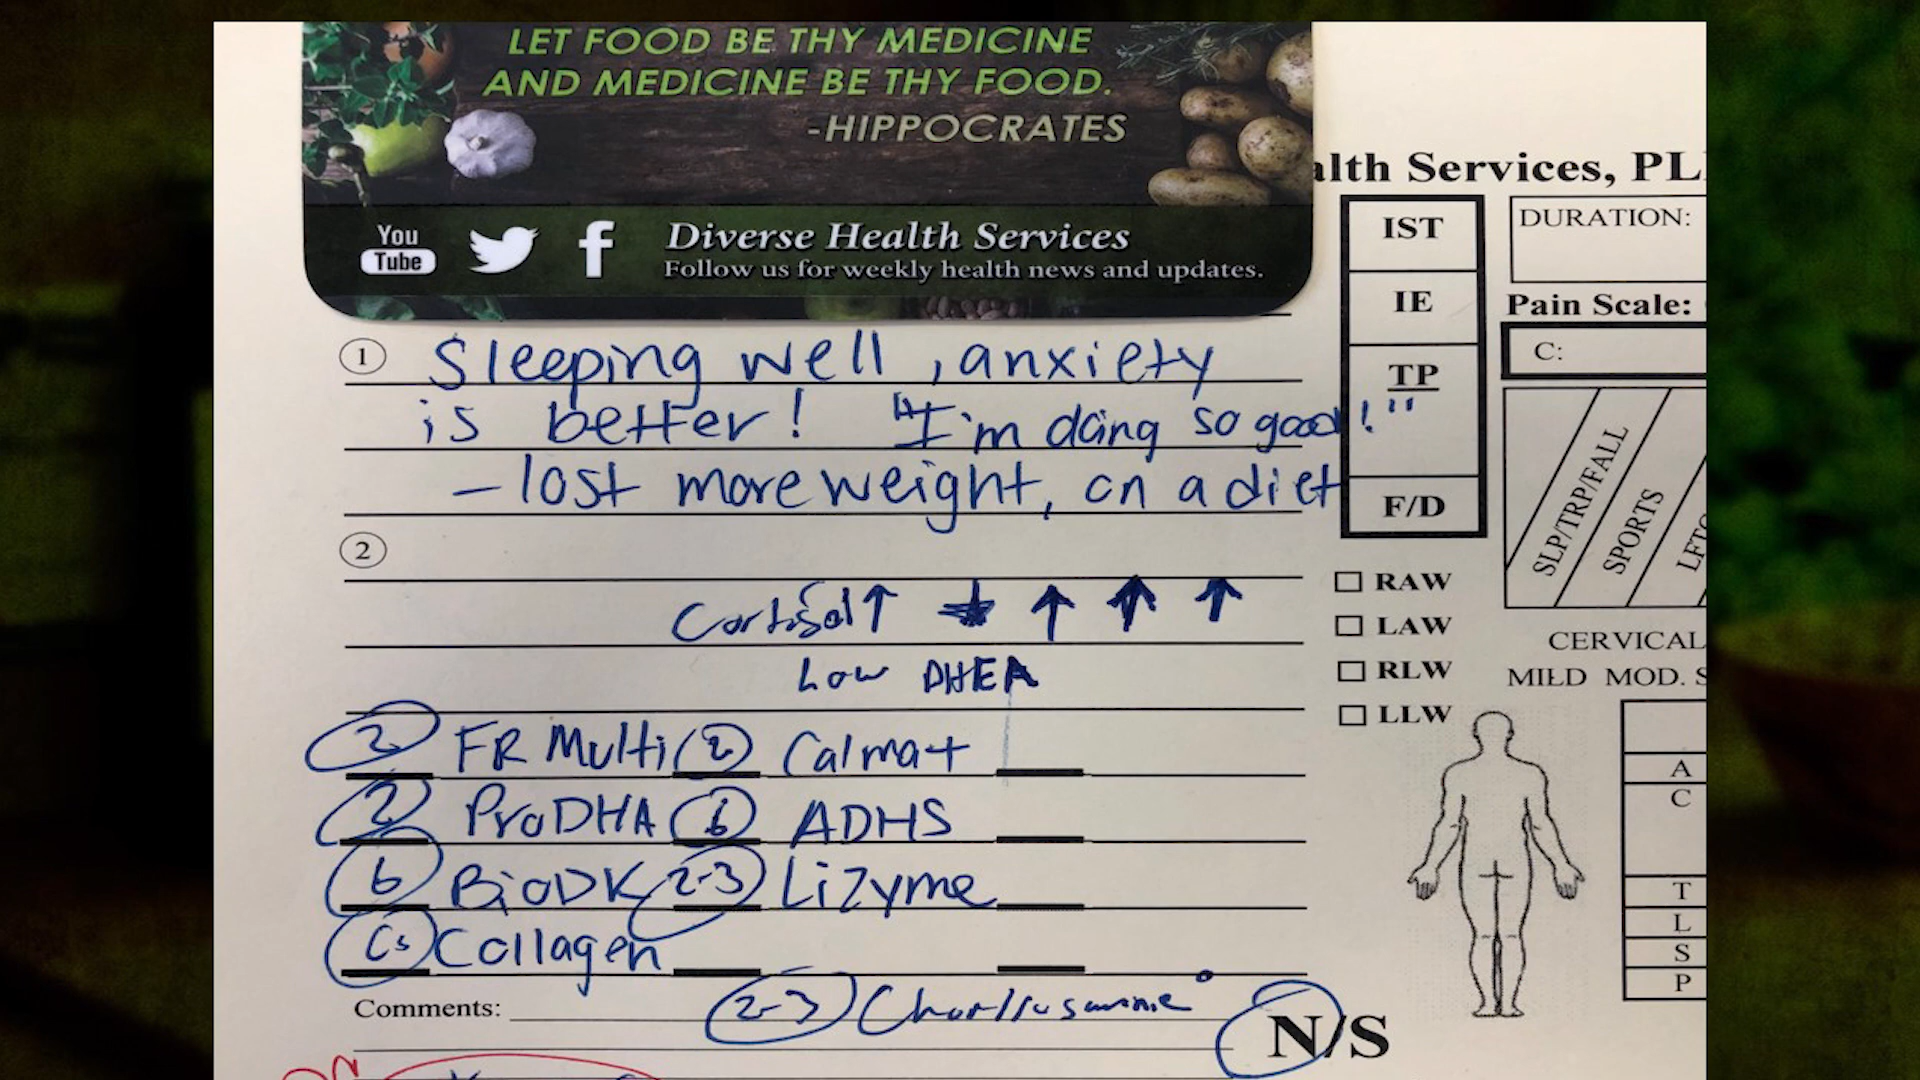 LET FOOD BE THY MEDICINE
AND MEDICINE BE THY FOOD.
-HIPPOCRATES
You
Tube
f
Diverse Health Services
Follow us for weekly health news and updates.
alth Services, PL
IST
IE
TP
F/D
DURATION:
Pain Scale:
C:
1 Sleeping well, anxiety
is better! "I'm doing so good!"
- lost more weight, on a diet
2
Cortisol ↑ ↓ ↑ ↑ ↑
Low DHEA
2 FR Multi 2 Calma+
2 ProDHA 6 ADHS
6 BioDK 2-3 Lizyme
Collagen
Comments: 2-3
N/S
SLP/TRP/FALL
SPORTS
RAW
LAW
RLW
LLW
CERVICAL
MILD MOD. S
A
C
T
L
S
P